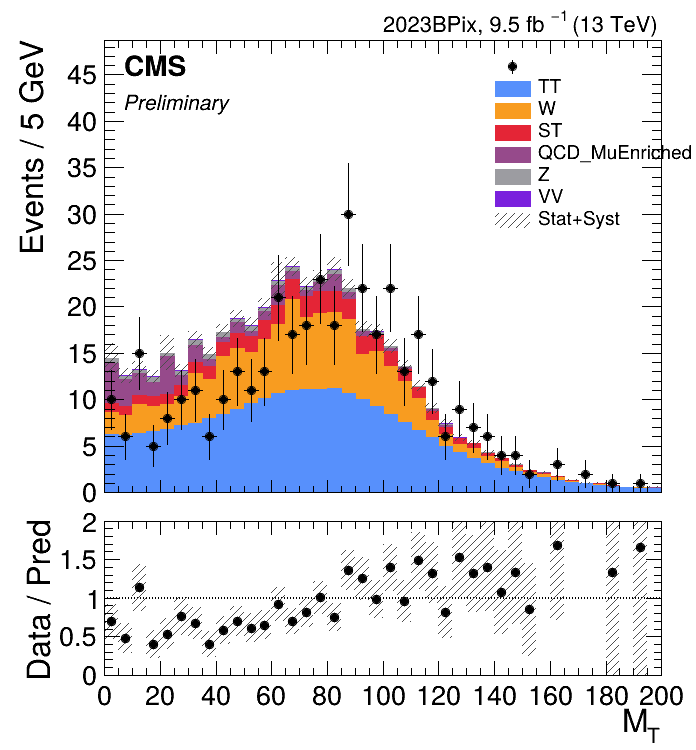 2023BPix, 9.5 fb⁻¹ (13 TeV)
CMS
Preliminary
TT
W
ST
QCD_MuEnriched
Z
VV
Stat+Syst
Events / 5 GeV
45
40
35
30
25
20
15
10
5
0
Data / Pred
2
1.5
1
0.5
0
0 20 40 60 80 100 120 140 160 180 200
M_T